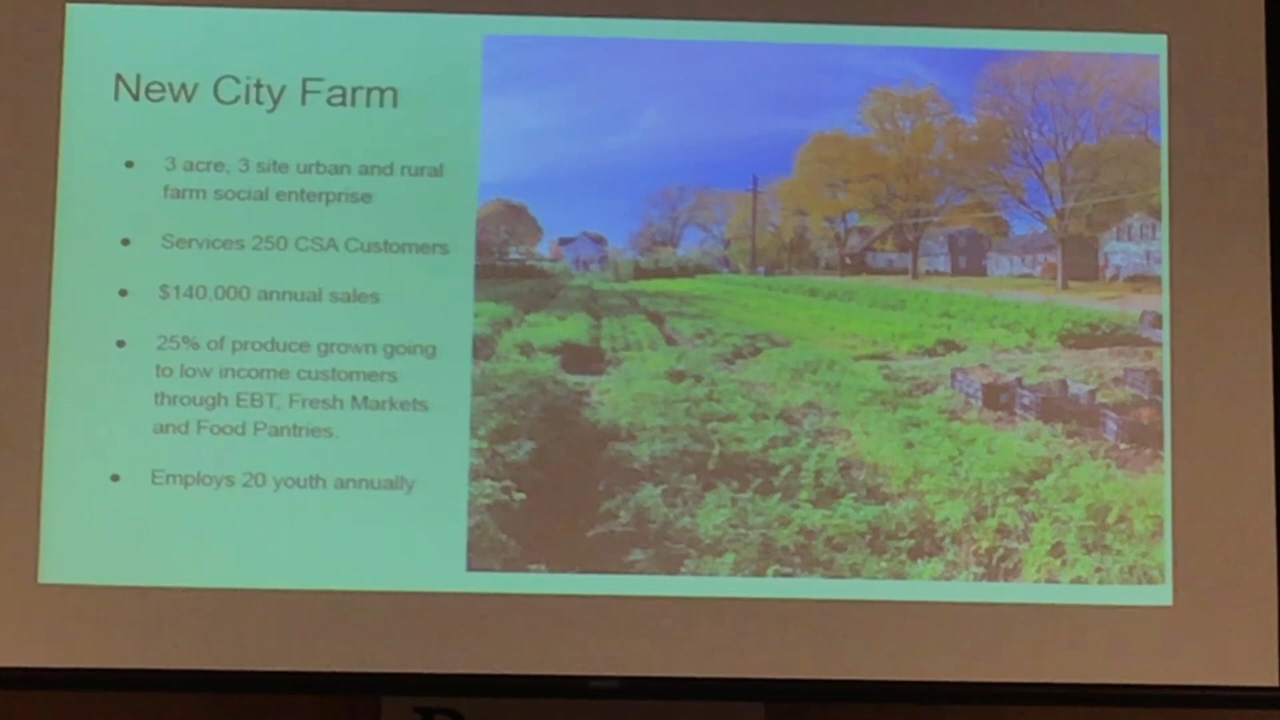 New City Farm
3 acre, 3 site urban and rural
farm social enterprise
Services 250 CSA Customers
$140,000 annual sales
25% of produce grown going
to low income customers
through EBT, Fresh Markets
and Food Pantries.
Employs 20 youth annually